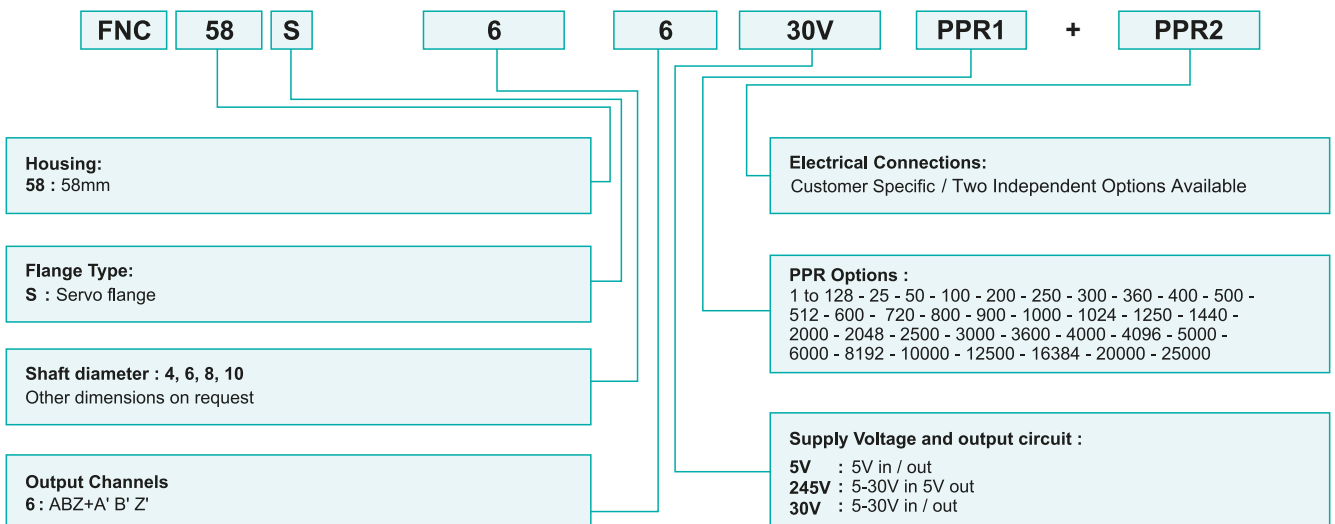 FNC 58 S 6 6 30V PPR1 + PPR2
Housing:
58 : 58mm
Flange Type:
S : Servo flange
Shaft diameter : 4, 6, 8, 10
Other dimensions on request
Output Channels
6 : ABZ+A' B' Z'
Electrical Connections:
Customer Specific / Two Independent Options Available
PPR Options :
1 to 128 - 25 - 50 - 100 - 200 - 250 - 300 - 360 - 400 - 500 -
512 - 600 - 720 - 800 - 900 - 1000 - 1024 - 1250 - 1440 -
2000 - 2048 - 2500 - 3000 - 3600 - 4000 - 4096 - 5000 -
6000 - 8192 - 10000 - 12500 - 16384 - 20000 - 25000
Supply Voltage and output circuit :
5V : 5V in / out
245V : 5-30V in 5V out
30V : 5-30V in / out